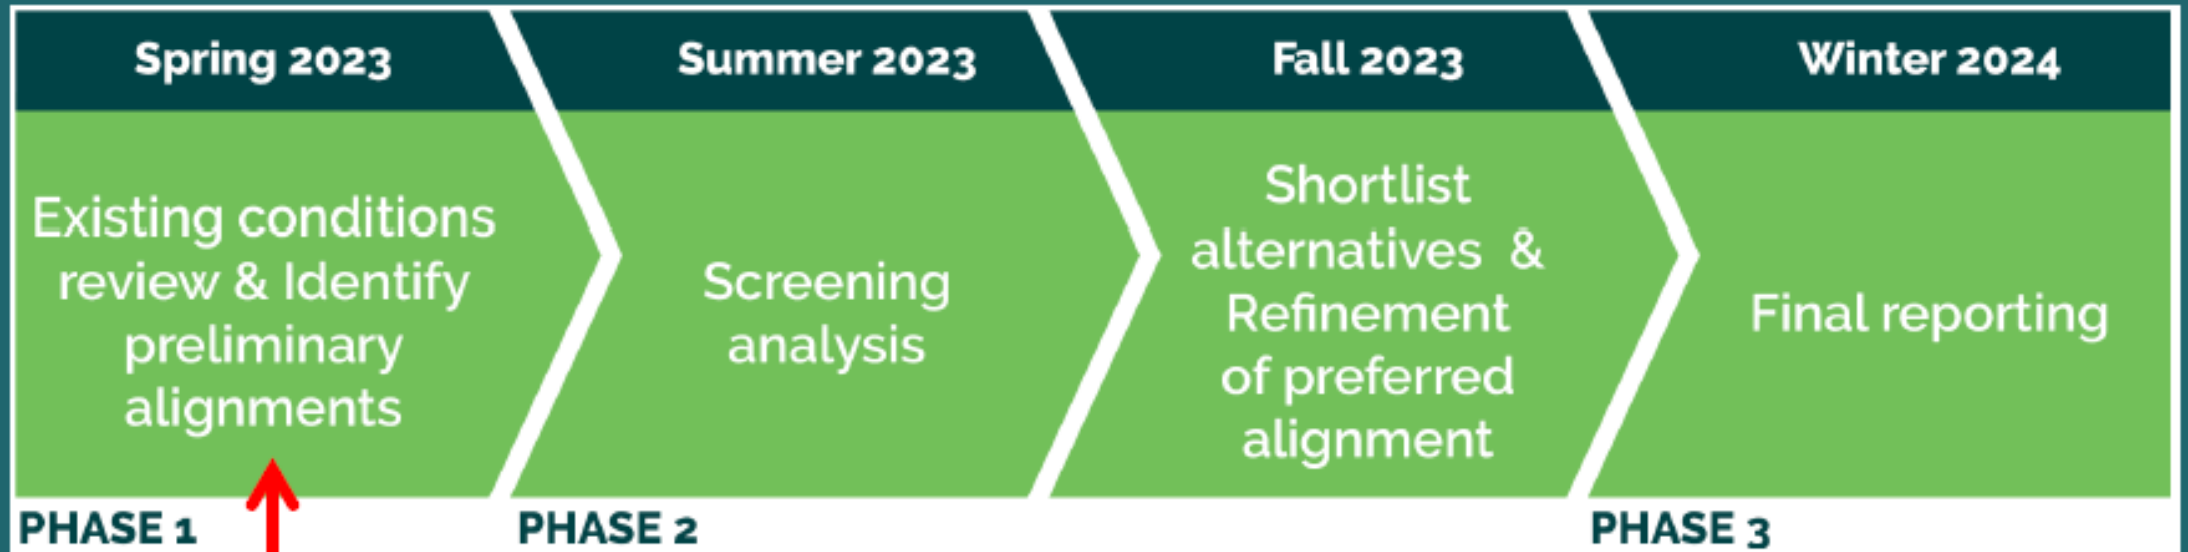 Spring 2023
Existing conditions
review & Identify
preliminary
alignments
Summer 2023
Screening
analysis
Fall 2023
Shortlist
alternatives &
Refinement
of preferred
alignment
Winter 2024
Final reporting
PHASE 1
PHASE 2
PHASE 3